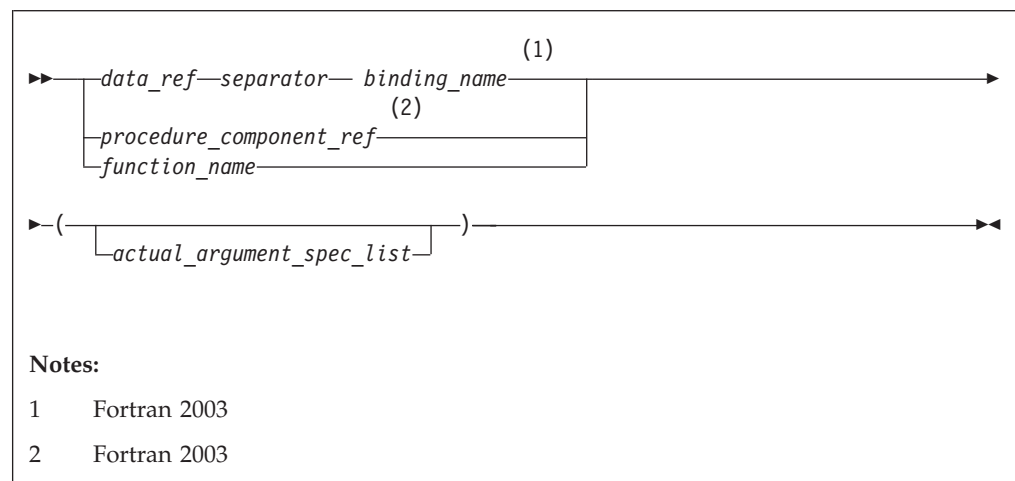 (1)
data_ref separator binding_name
(2)
procedure_component_ref
function_name
( )
actual_argument_spec_list
Notes:
1 Fortran 2003
2 Fortran 2003